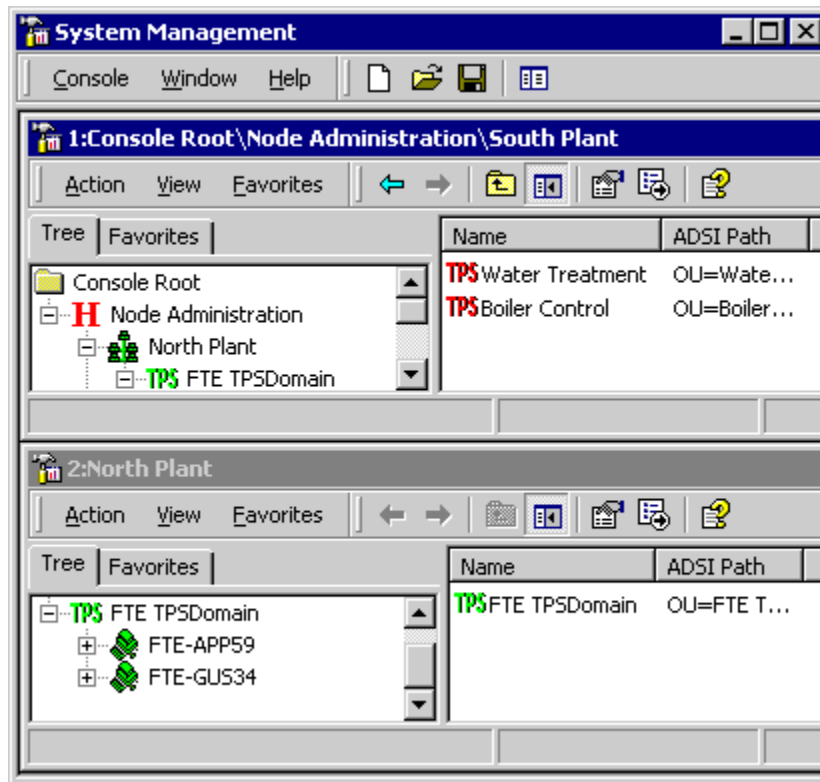 System Management
Console Window Help
1:Console Root\Node Administration\South Plant
Action View Favorites
Tree Favorites
Name ADSI Path
Console Root
H Node Administration
North Plant
TPS FTE TPSDomain
TPS Water Treatment OU=Wate...
TPS Boiler Control OU=Boiler...
2:North Plant
Action View Favorites
Tree Favorites
Name ADSI Path
TPS FTE TPSDomain
FTE-APP59
FTE-GUS34
TPS FTE TPSDomain OU=FTE T...